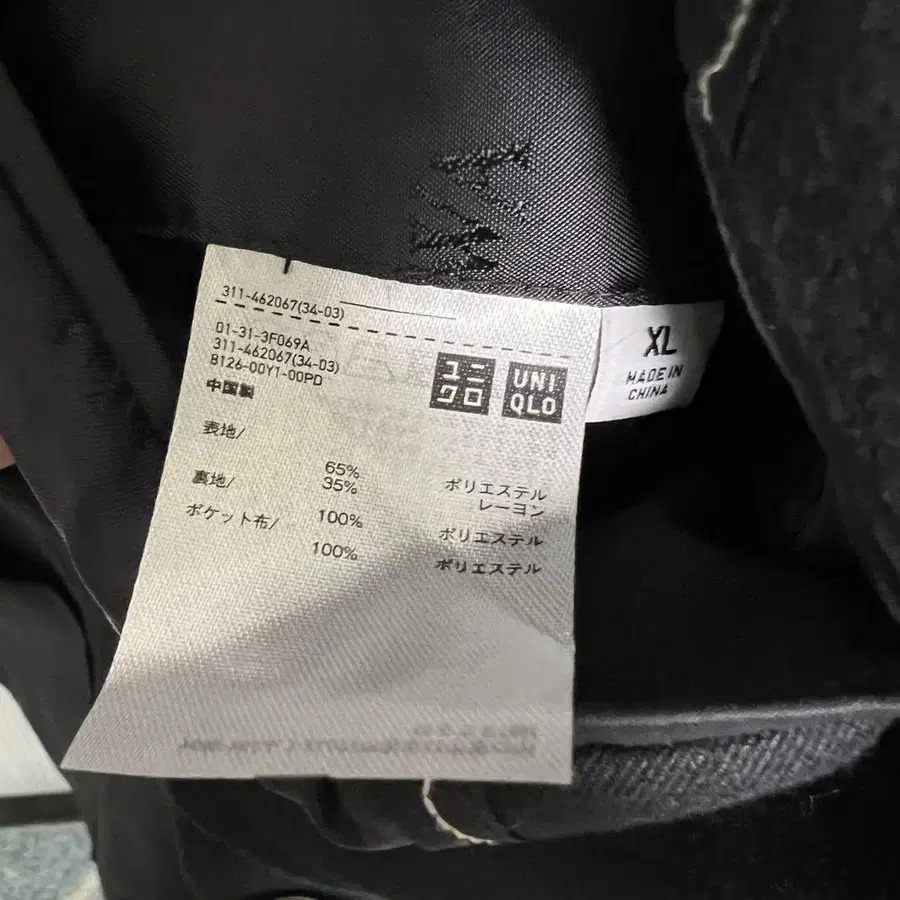 311-462067(34-03)
01-31-3F069A
311-462067(34-03)
8126-00Y1-00PD
中国製
ユニ
クロ
UNI
QLO
XL
MADE IN
CHINA
表地/
65% ポリエステル
35% レーヨン
裏地/
100% ポリエステル
ポケット布/
100% ポリエステル